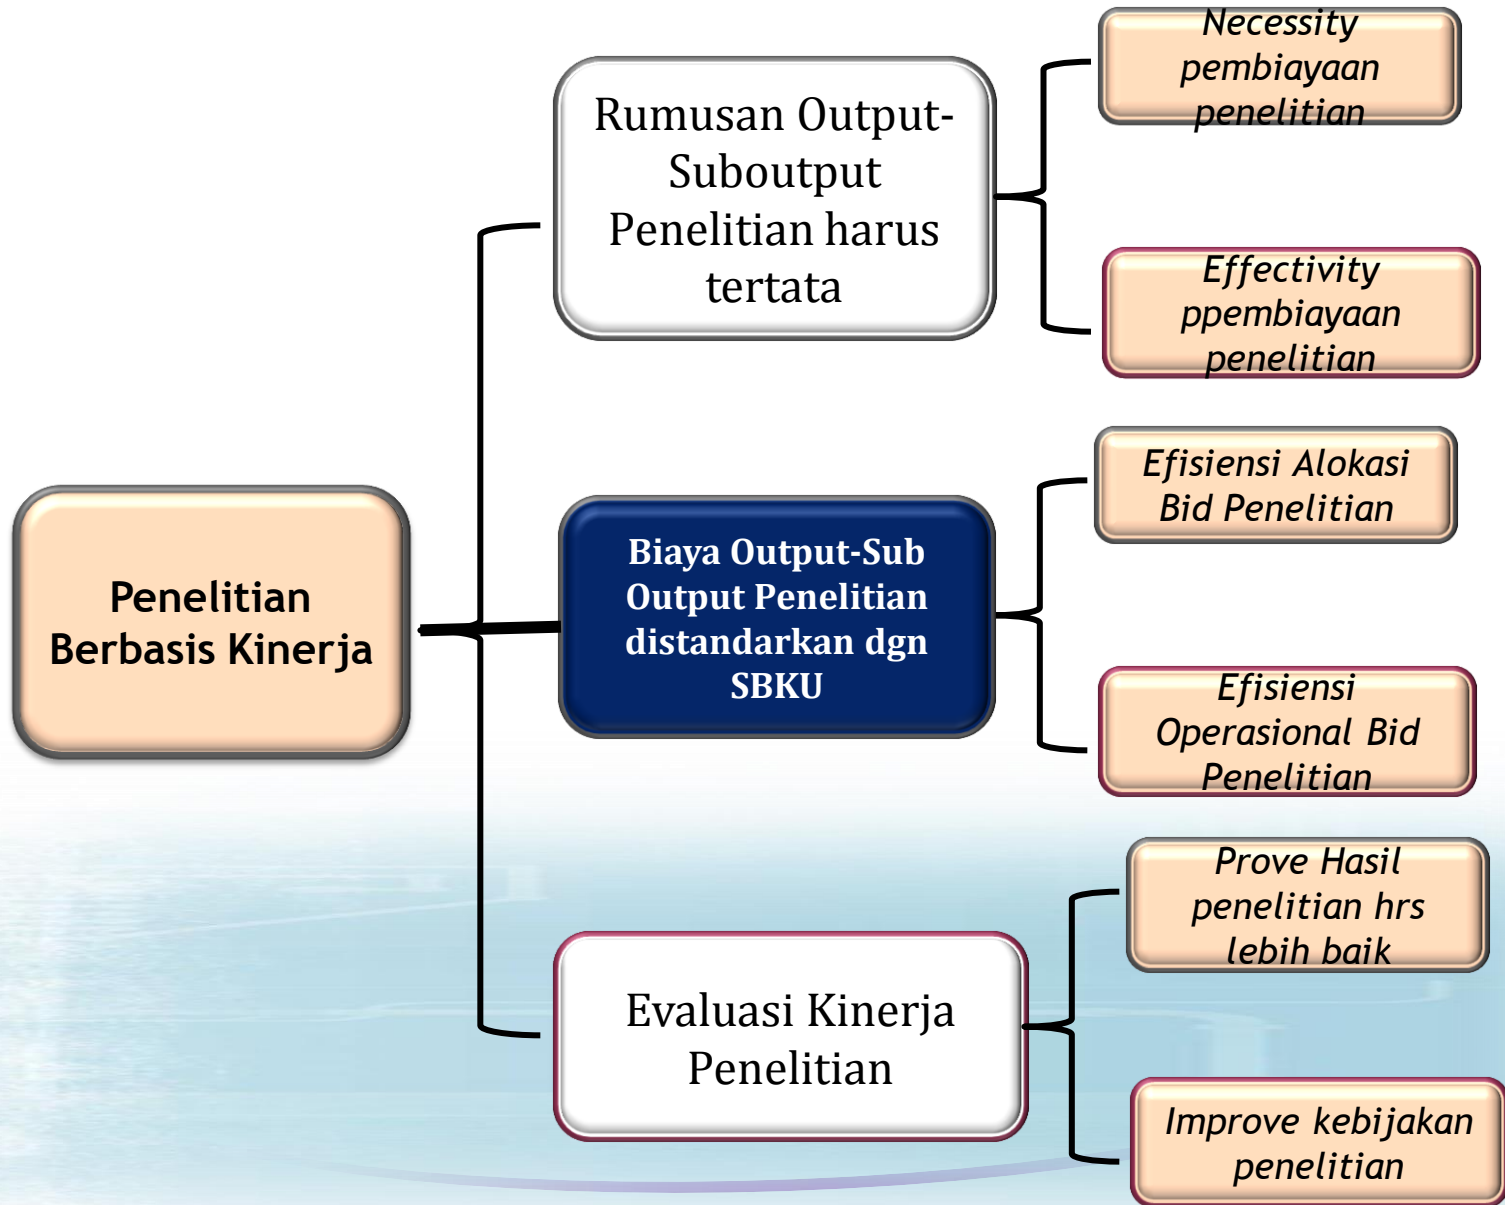 Penelitian
Berbasis Kinerja
Rumusan Output-
Suboutput
Penelitian harus
tertata
Necessity
pembiayaan
penelitian
Effectivity
ppembiayaan
penelitian
Biaya Output-Sub
Output Penelitian
distandarkan dgn
SBKU
Efisiensi Alokasi
Bid Penelitian
Efisiensi
Operasional Bid
Penelitian
Evaluasi Kinerja
Penelitian
Prove Hasil
penelitian hrs
lebih baik
Improve kebijakan
penelitian